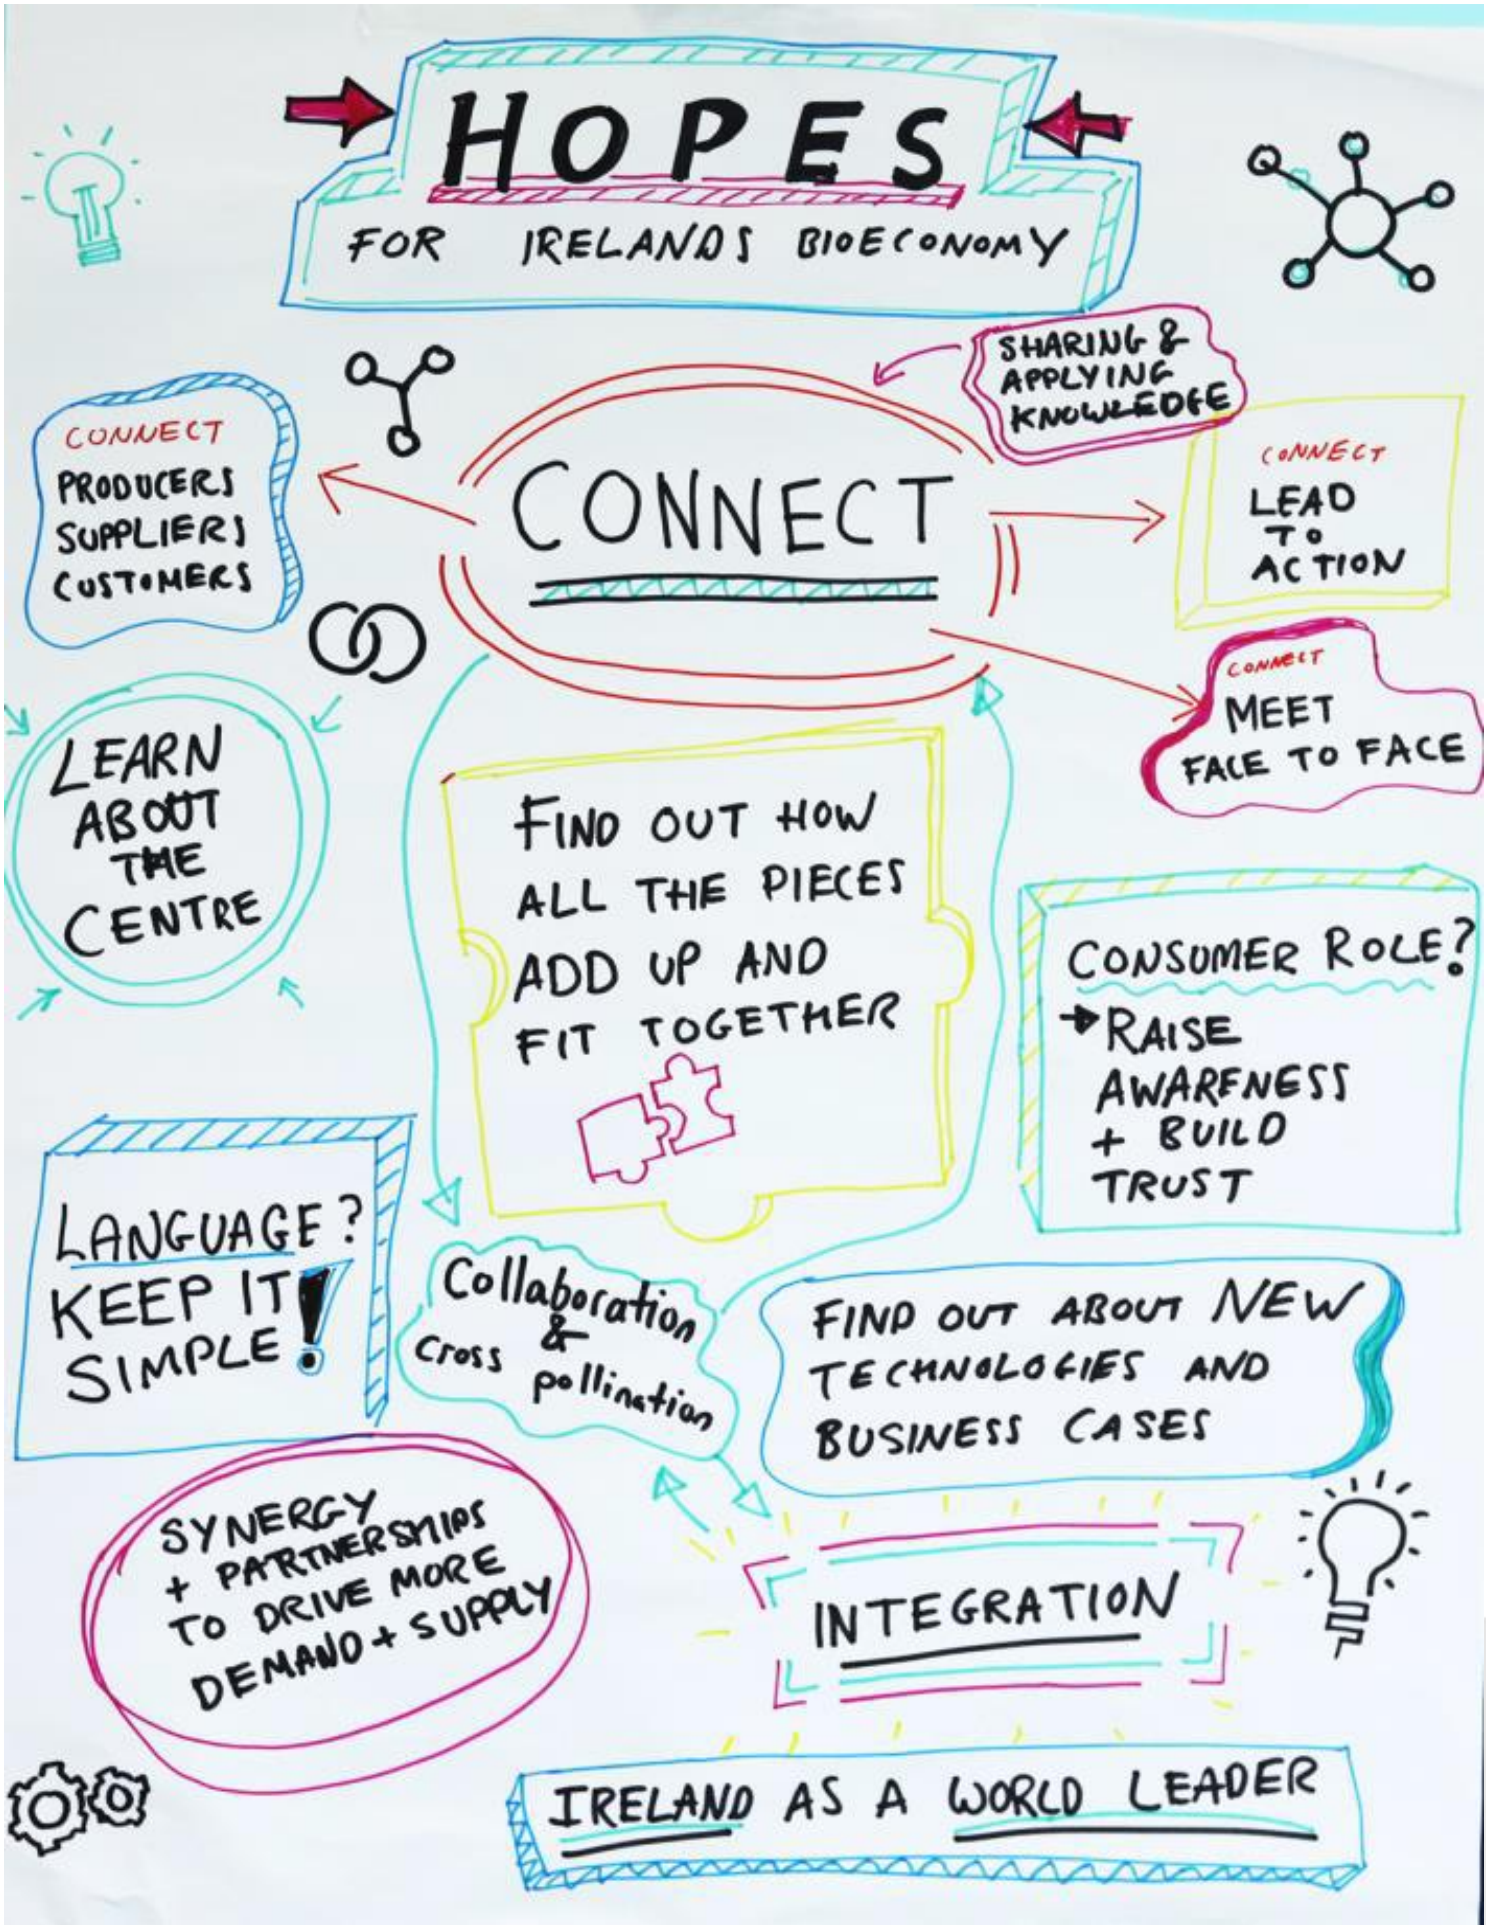 HOPES
FOR IRELANDS BIOECONOMY
SHARING &
APPLYING
KNOWLEDGE
CONNECT
PRODUCERS
SUPPLIERS
CUSTOMERS
CONNECT
CONNECT
LEAD
TO
ACTION
CONNECT
MEET
FACE TO FACE
LEARN
ABOUT
THE
CENTRE
FIND OUT HOW
ALL THE PIECES
ADD UP AND
FIT TOGETHER
CONSUMER ROLE?
RAISE
AWARENESS
+ BUILD
TRUST
LANGUAGE?
KEEP IT
SIMPLE!
Collaboration
&
Cross pollination
FIND OUT ABOUT NEW
TECHNOLOGIES AND
BUSINESS CASES
SYNERGY
+ PARTNERSHIPS
TO DRIVE MORE
DEMAND + SUPPLY
INTEGRATION
IRELAND AS A WORLD LEADER